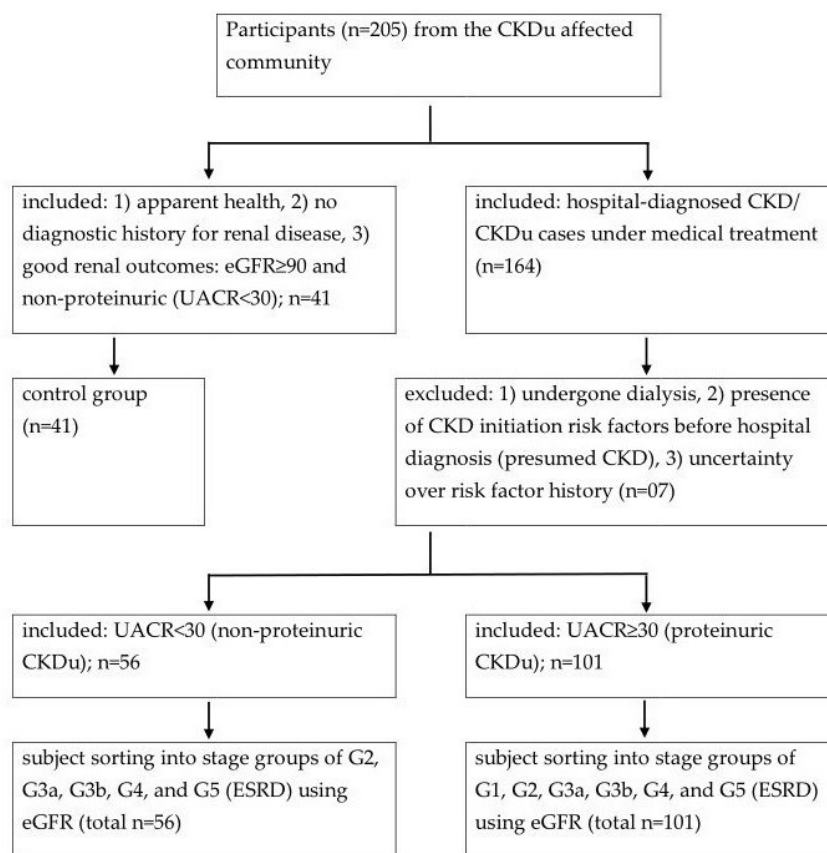 Participants (n=205) from the CKDu affected
community
included: 1) apparent health, 2) no
diagnostic history for renal disease, 3)
good renal outcomes: eGFR≥90 and
non-proteinuric (UACR<30); n=41
included: hospital-diagnosed CKD/
CKDu cases under medical treatment
(n=164)
control group
(n=41)
excluded: 1) undergone dialysis, 2) presence
of CKD initiation risk factors before hospital
diagnosis (presumed CKD), 3) uncertainty
over risk factor history (n=07)
included: UACR<30 (non-proteinuric
CKDu); n=56
included: UACR≥30 (proteinuric
CKDu); n=101
subject sorting into stage groups of G2,
G3a, G3b, G4, and G5 (ESRD) using
eGFR (total n=56)
subject sorting into stage groups of
G1, G2, G3a, G3b, G4, and G5 (ESRD)
using eGFR (total n=101)